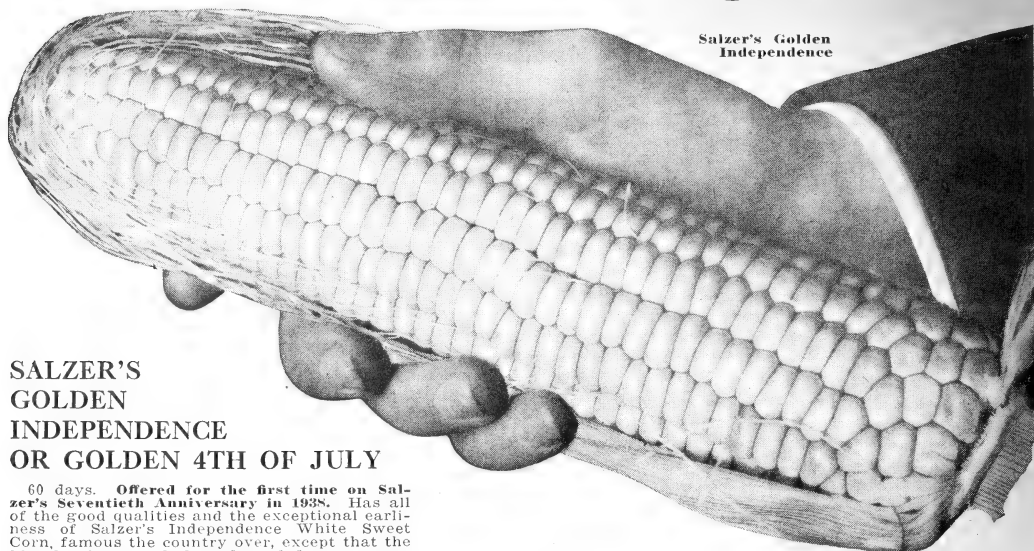 Salzer's Golden
Independence
SALZER'S
GOLDEN
INDEPENDENCE
OR GOLDEN 4TH OF JULY
60 days. Offered for the first time on Sal-
zer's Seventieth Anniversary in 1938. Has all
of the good qualities and the exceptional earli-
ness of Salzer's Independence White Sweet
Corn, famous the country over, except that the